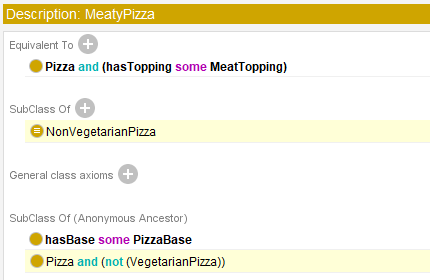 Description: MeatyPizza
Equivalent To
Pizza and (hasTopping some MeatTopping)
SubClass Of
NonVegetarianPizza
General class axioms
SubClass Of (Anonymous Ancestor)
hasBase some PizzaBase
Pizza and (not (VegetarianPizza))